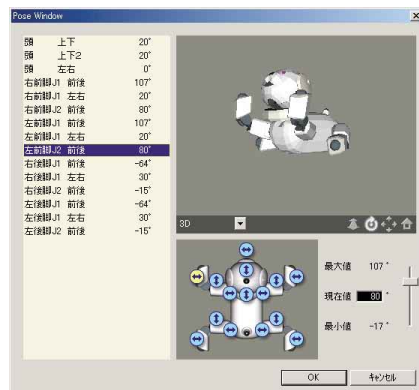 Pose Window
頭 上下 20°
頭 上下2 20°
頭 左右 0°
右前脚J1 前後 107°
右前脚J1 左右 20°
右前脚J2 前後 80°
左前脚J1 前後 107°
左前脚J1 左右 20°
左前脚J2 前後 80°
右後脚J1 前後 -64°
右後脚J1 左右 30°
右後脚J2 前後 -15°
左後脚J1 前後 -64°
左後脚J1 左右 30°
左後脚J2 前後 -15°
3D
最大値 107 °
現在値 80 °
最小値 -17 °
OK キャンセル